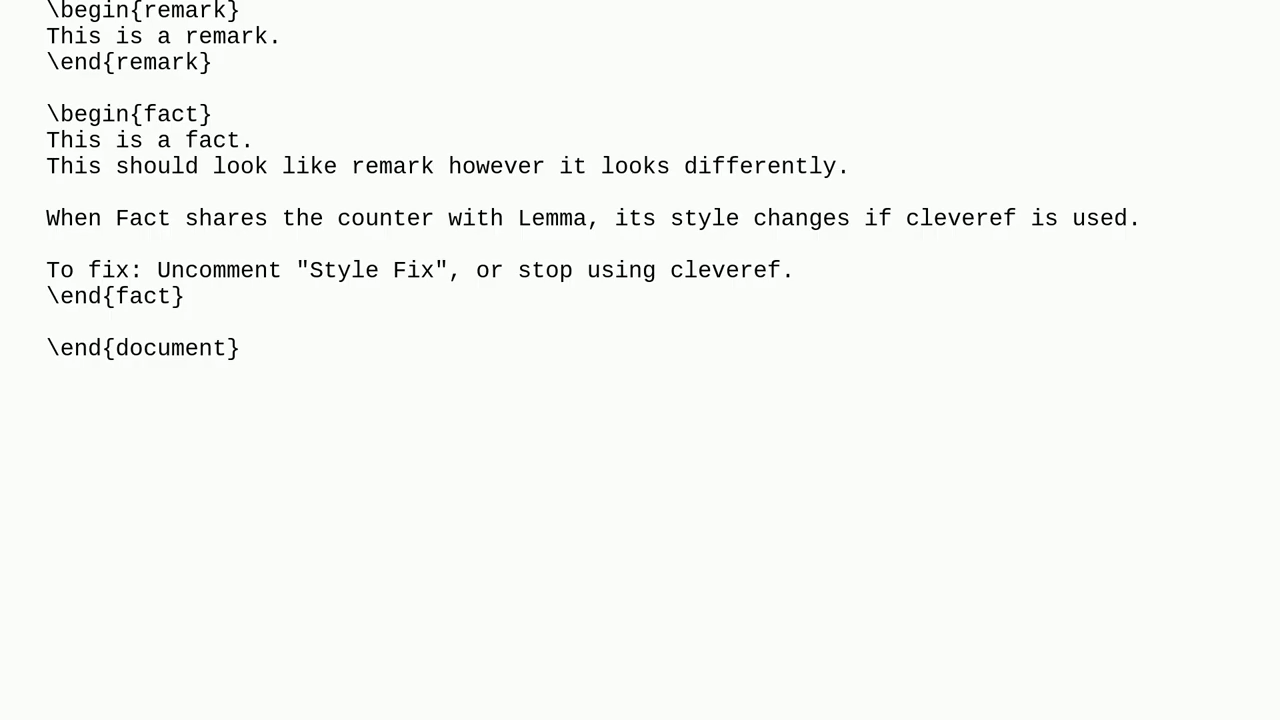 \begin{remark}
This is a remark.
\end{remark}
\begin{fact}
This is a fact.
This should look like remark however it looks differently.
When Fact shares the counter with Lemma, its style changes if cleveref is used.
To fix: Uncomment "Style Fix", or stop using cleveref.
\end{fact}
\end{document}